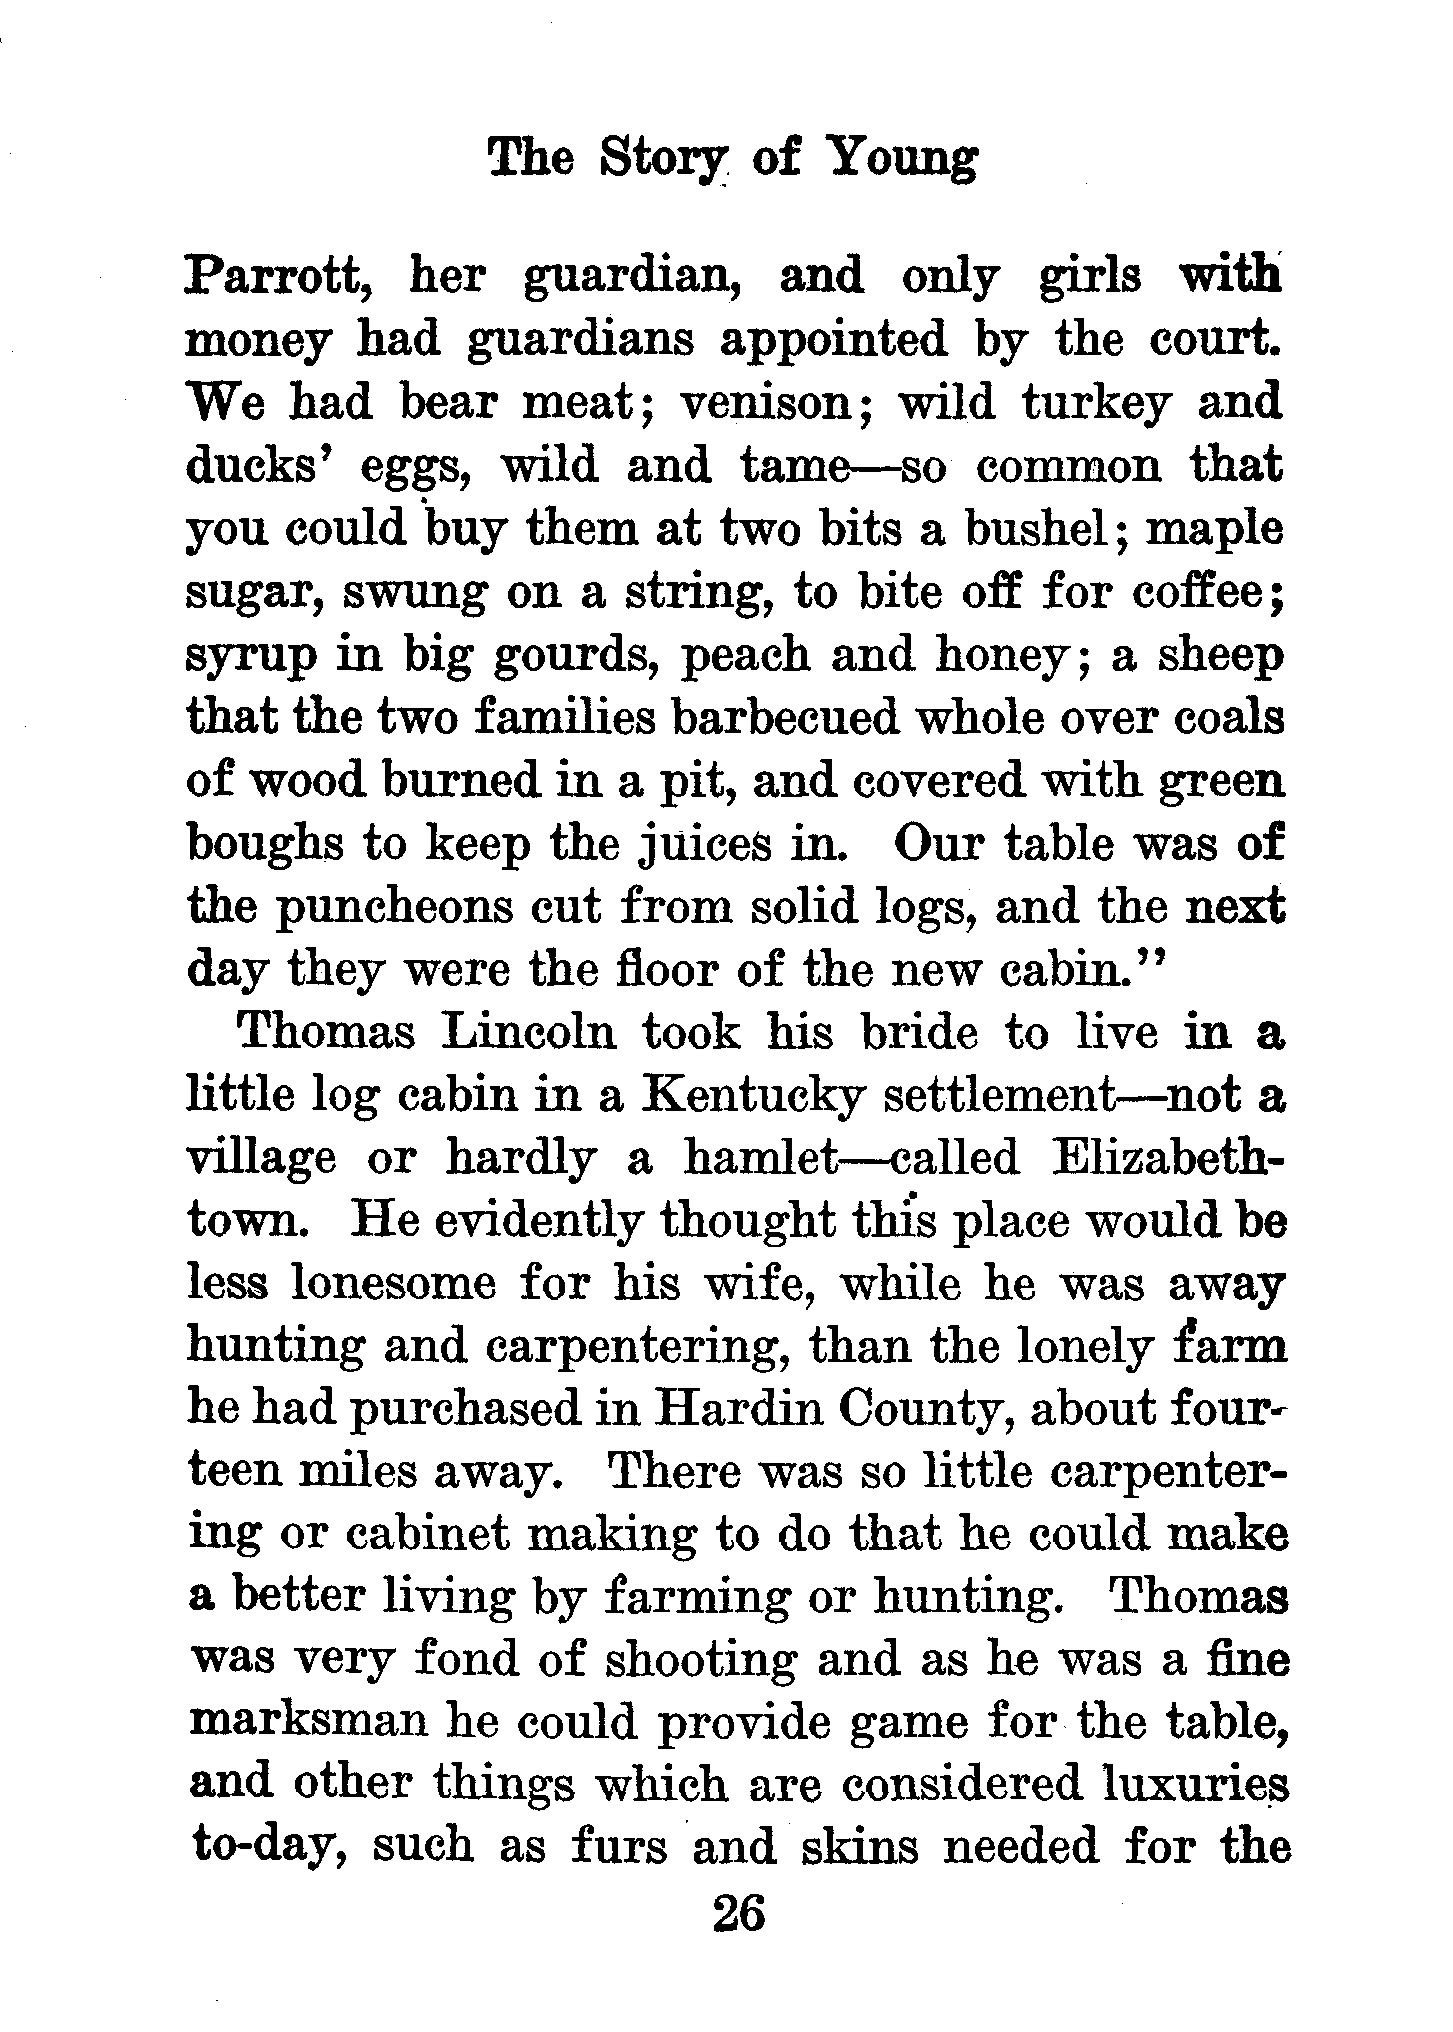 The Story of Young
Parrott, her guardian, and only girls with
money had guardians appointed by the court.
We had bear meat; venison; wild turkey and
ducks’ eggs, wild and tame—so common that
you could buy them at two bits a bushel; maple
sugar, swung on a string, to bite off for coffee;
syrup in big gourds, peach and honey; a sheep
that the two families barbecued whole over coals
of wood burned in a pit, and covered with green
boughs to keep the juices in. Our table was of
the puncheons cut from solid logs, and the next
day they were the floor of the new cabin.”
Thomas Lincoln took his bride to live in a
little log cabin in a Kentucky settlement—not a
village or hardly a hamlet—called Elizabeth-
town. He evidently thought this place would be
less lonesome for his wife, while he was away
hunting and carpentering, than the lonely farm
he had purchased in Hardin County, about four-
teen miles away. There was so little carpenter-
ing or cabinet making to do that he could make
a better living by farming or hunting. Thomas
was very fond of shooting and as he was a fine
marksman he could provide game for the table,
and other things which are considered luxuries
to-day, such as furs and skins needed for the
26